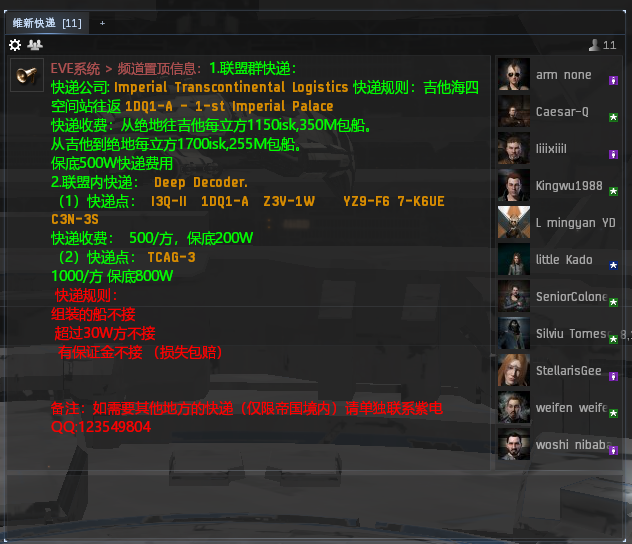 维新快递 [11]
+
11
EVE系统 > 频道置顶信息: 1.联盟群快递:
快递公司: Imperial Transcontinental Logistics 快递规则: 吉他海四
空间站往返 1DQ1-A - 1-st Imperial Palace
快递收费: 从绝地往吉他每立方1150isk,350M包船。
从吉他到绝地每立方1700isk,255M包船。
保底500W快递费用
2.联盟内快递: Deep Decoder.
（1）快递点: I3Q-II 1DQ1-A Z3V-1W YZ9-F6 7-K6UE
C3N-3S
快递收费: 500/方，保底200W
（2）快递点: TCAG-3
1000/方 保底800W
快递规则:
组装的船不接
超过30W方不接
有保证金不接 （损失包赔）
备注: 如需要其他地方的快递（仅限帝国境内）请单独联系紫电
QQ:123549804
arm none
Caesar-Q
liiixiiil
Kingwu1988
L mingyan YD
little Kado
SeniorColone
Silviu Tomes
StellarisGee
weifen weife
woshi nibaba